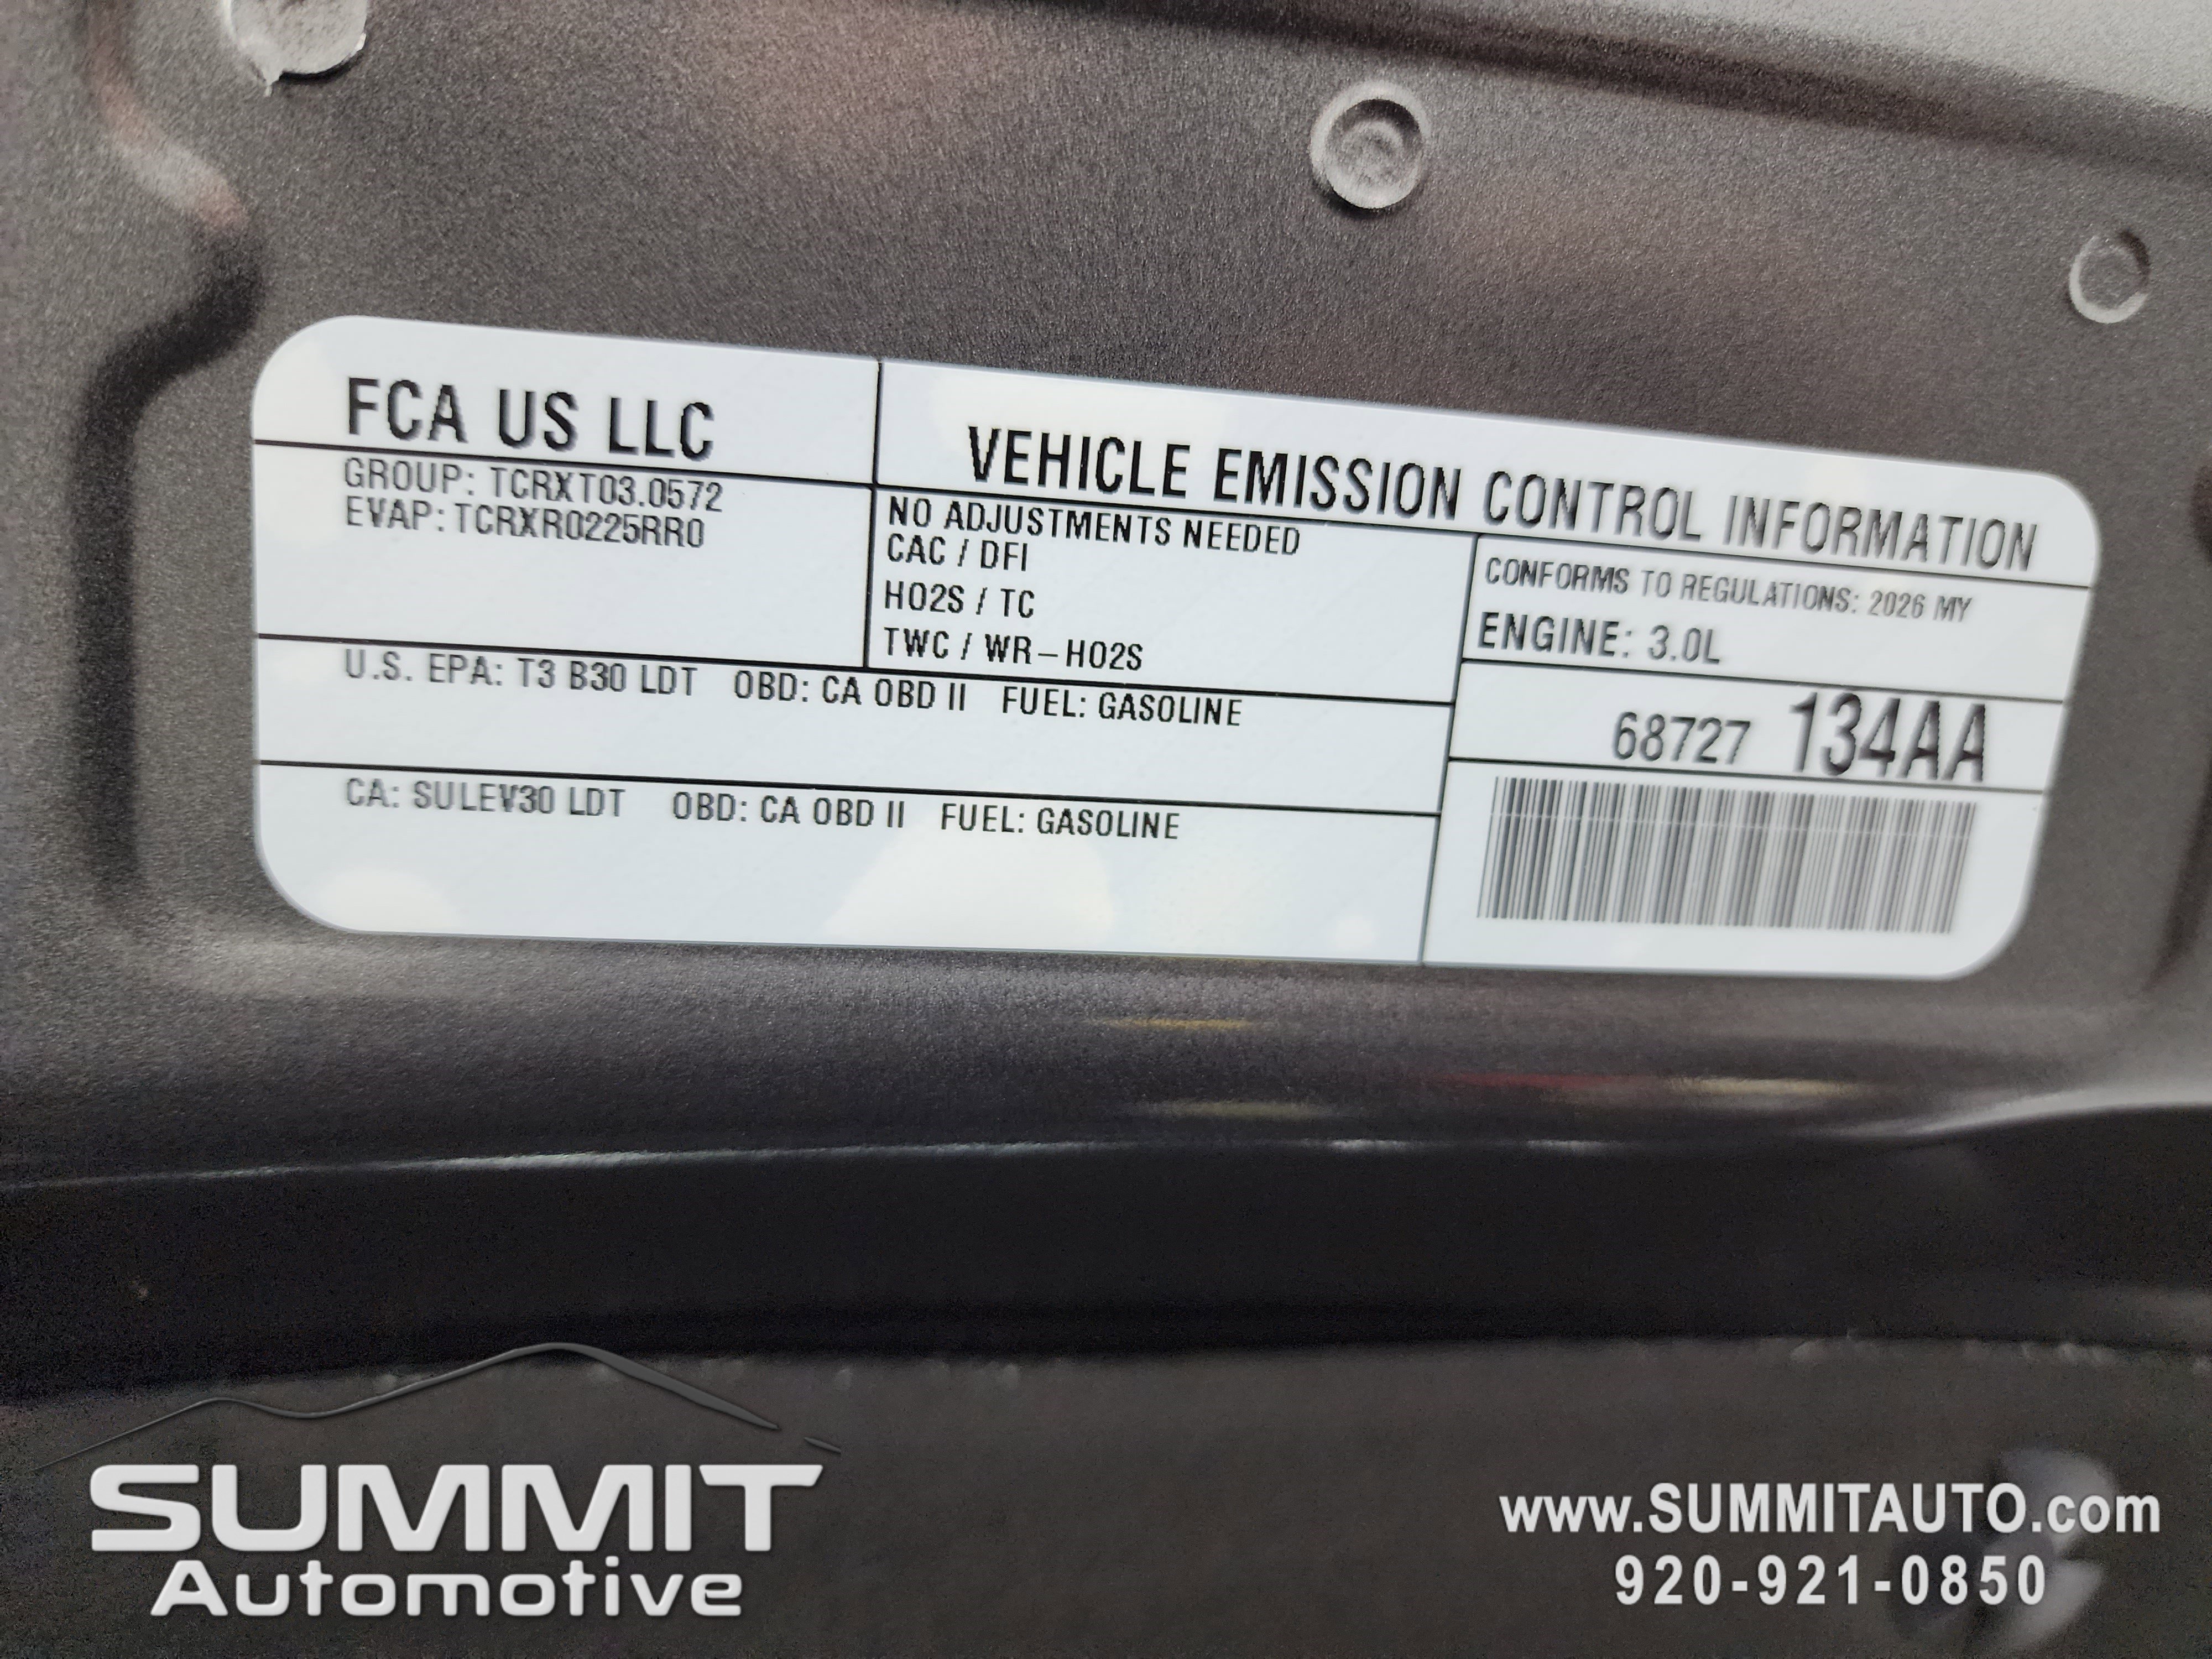 FCA US LLC
VEHICLE EMISSION CONTROL INFORMATION
GROUP: TCRXT03.0572
EVAP: TCRXR0225RR0
NO ADJUSTMENTS NEEDED
CAC / DFI
HO2S / TC
TWC / WR-HO2S
CONFORMS TO REGULATIONS: 2026 MY
ENGINE: 3.0L
U.S. EPA: T3 B30 LDT OBD: CA OBD II FUEL: GASOLINE
68727 134AA
CA: SULEV30 LDT OBD: CA OBD II FUEL: GASOLINE
SUMMIT
Automotive
www.SUMMITAUTO.com
920-921-0850